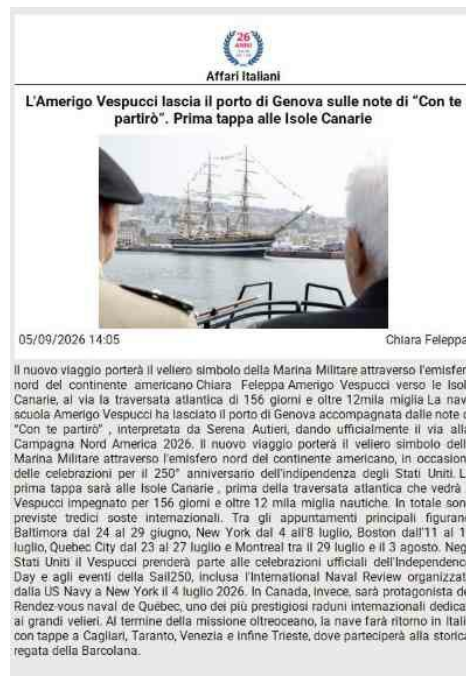 26
ANNI
Affari Italiani
L'Amerigo Vespucci lascia il porto di Genova sulle note di “Con te
partirò”. Prima tappa alle Isole Canarie
05/09/2026 14:05
Chiara Feleppa
Il nuovo viaggio porterà il veliero simbolo della Marina Militare attraverso l'emisfer
nord del continente americano Chiara Feleppa Amerigo Vespucci verso le Isol
Canarie, al via la traversata atlantica di 156 giorni e oltre 12mila miglia La nav
scuola Amerigo Vespucci ha lasciato il porto di Genova accompagnata dalle note d
“Con te partirò” , interpretata da Serena Autieri, dando ufficialmente il via all
Campagna Nord America 2026. Il nuovo viaggio porterà il veliero simbolo dell
Marina Militare attraverso l'emisfero nord del continente americano, in occasion
delle celebrazioni per il 250° anniversario dell'indipendenza degli Stati Uniti. L
prima tappa sarà alle Isole Canarie , prima della traversata atlantica che vedrà
Vespucci impegnato per 156 giorni e oltre 12 mila miglia nautiche. In totale son
previste tredici soste internazionali. Tra gli appuntamenti principali figuran
Baltimora dal 24 al 29 giugno, New York dal 4 all'8 luglio, Boston dall'11 al 1
luglio, Quebec City dal 23 al 27 luglio e Montreal tra il 29 luglio e il 3 agosto. Neg
Stati Uniti il Vespucci prenderà parte alle celebrazioni ufficiali dell'Independenc
Day e agli eventi della Sail250, inclusa l'International Naval Review organizzat
dalla US Navy a New York il 4 luglio 2026. In Canada, invece, sarà protagonista de
Rendez-vous naval de Québec, uno dei più prestigiosi raduni internazionali dedica
ai grandi velieri. Al termine della missione oltreoceano, la nave farà ritorno in Itali
con tappe a Cagliari, Taranto, Venezia e infine Trieste, dove parteciperà alla storic
regata della Barcolana.